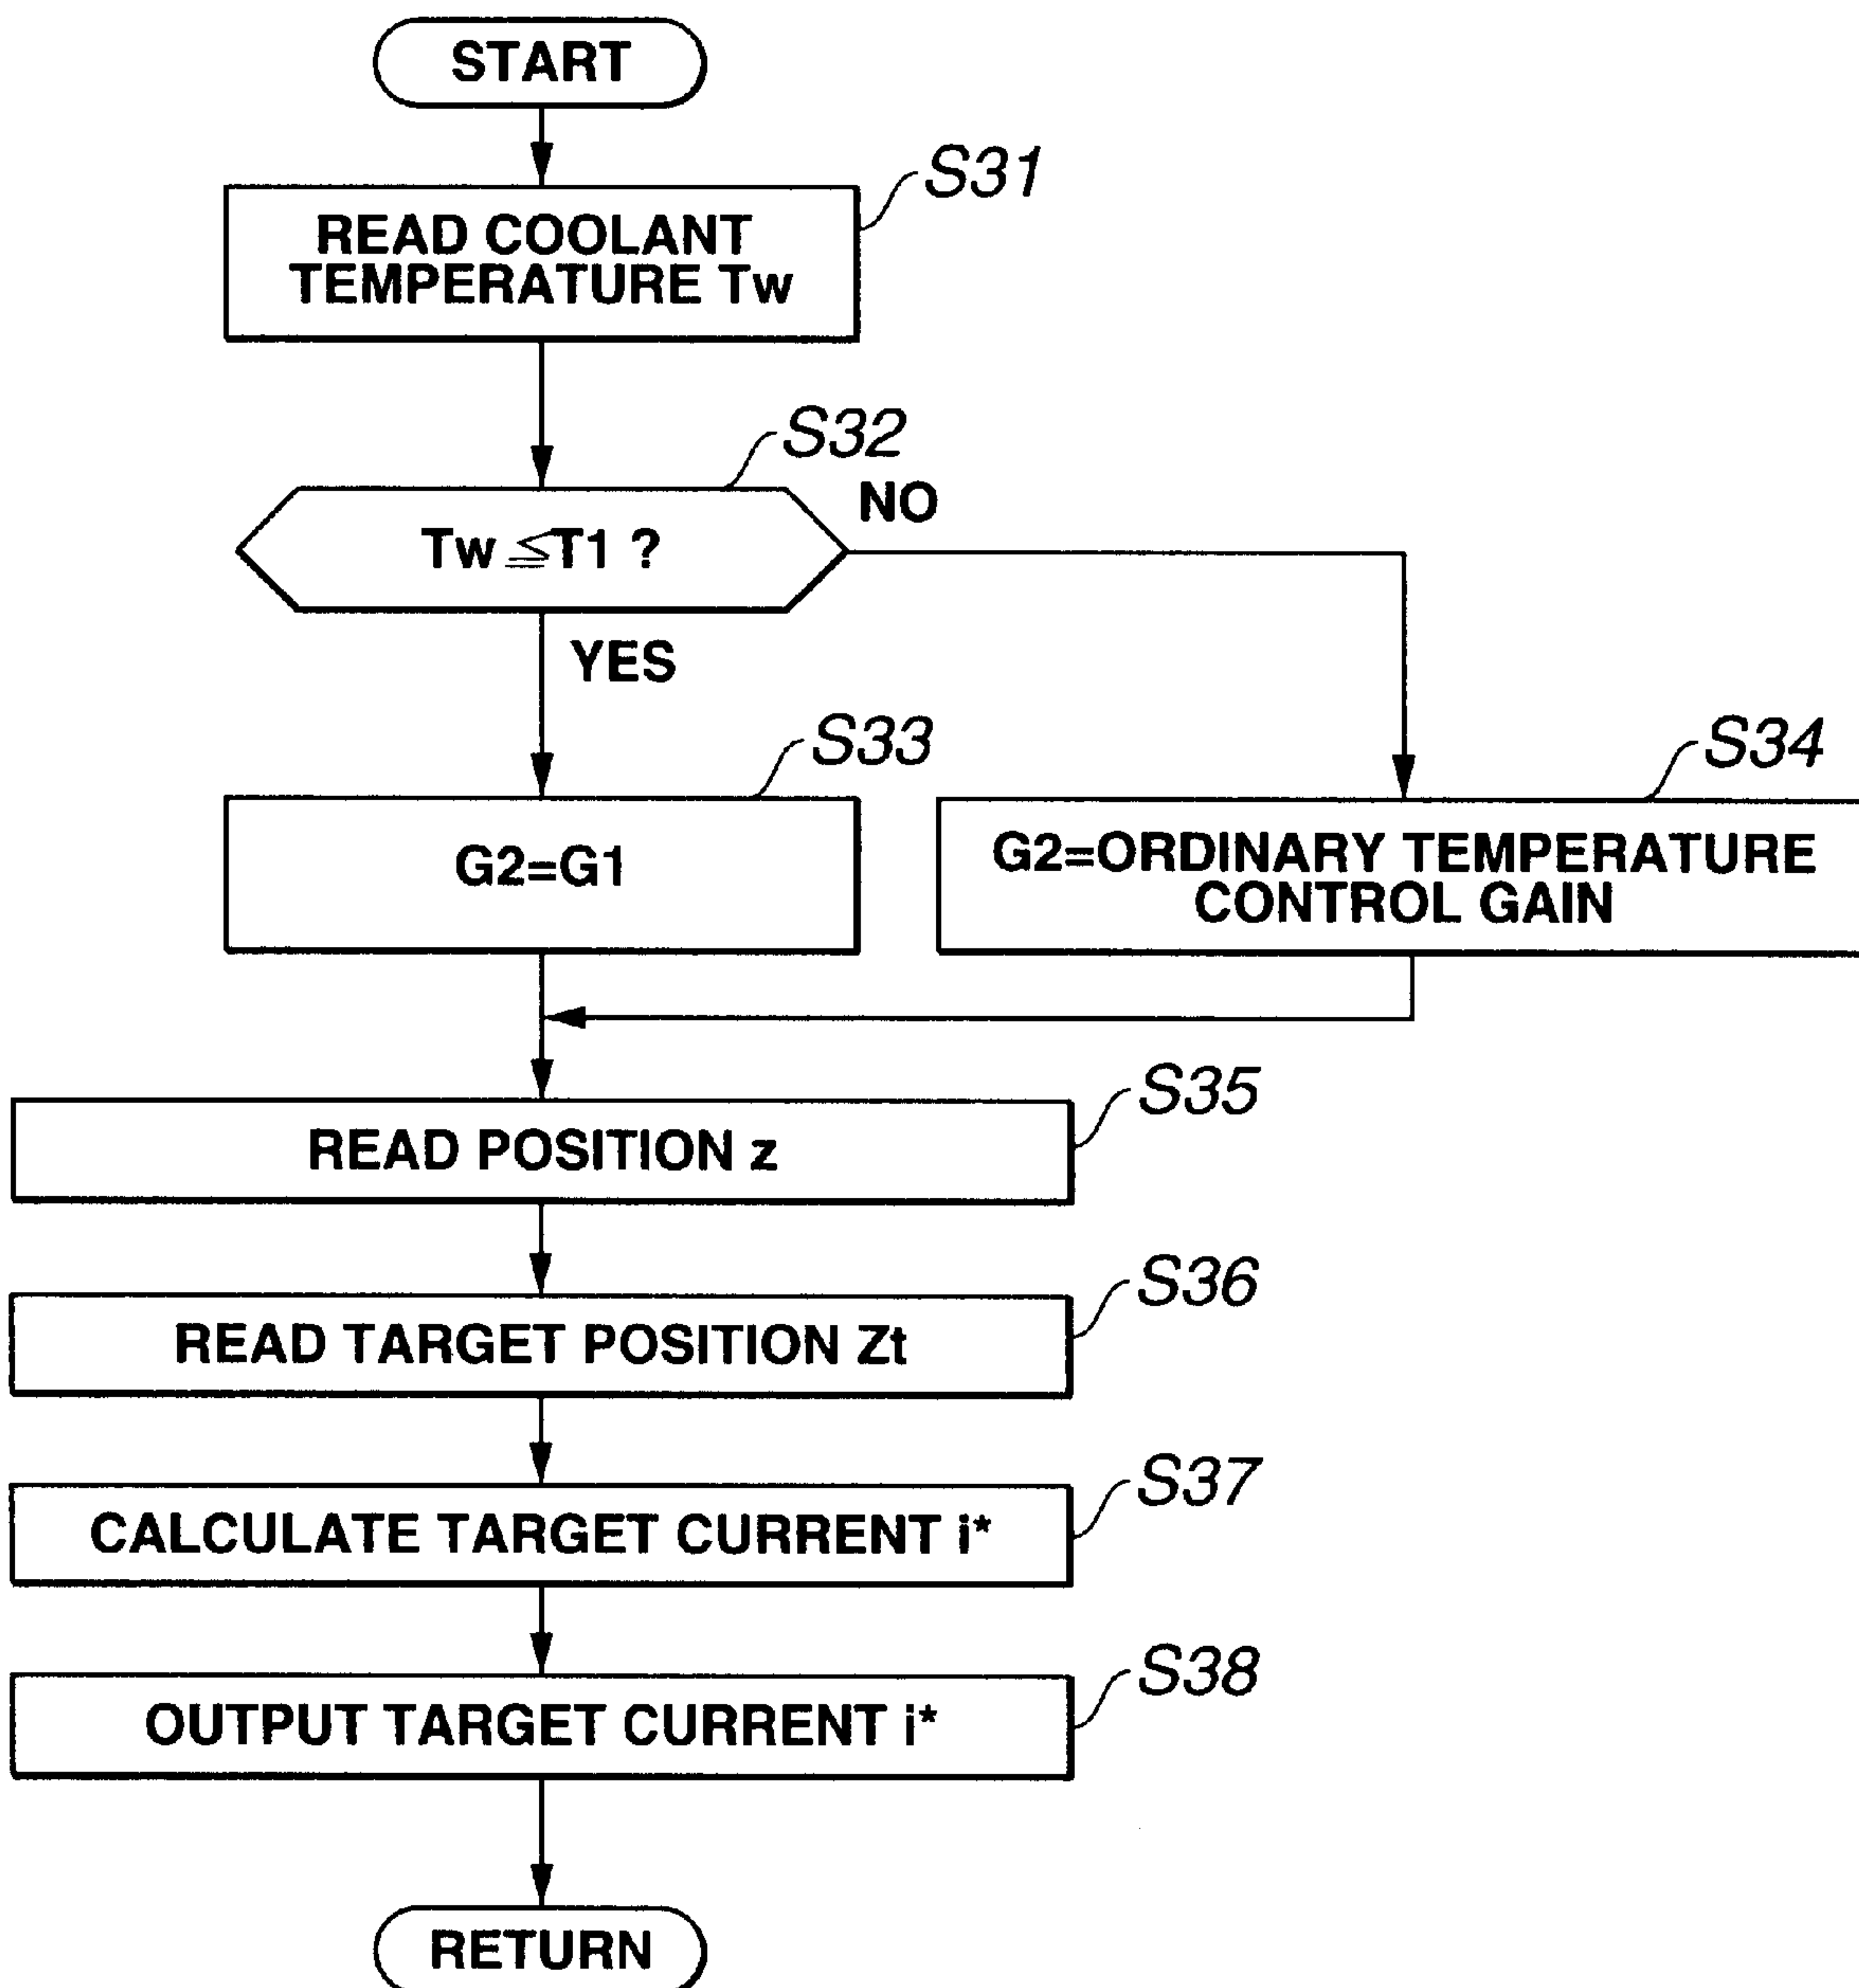 START
S31
READ COOLANT
TEMPERATURE Tw
S32
Tw ≦T1 ?
NO
YES
S33
G2=G1
S34
G2=ORDINARY TEMPERATURE
CONTROL GAIN
S35
READ POSITION z
S36
READ TARGET POSITION Zt
S37
CALCULATE TARGET CURRENT i*
S38
OUTPUT TARGET CURRENT i*
RETURN